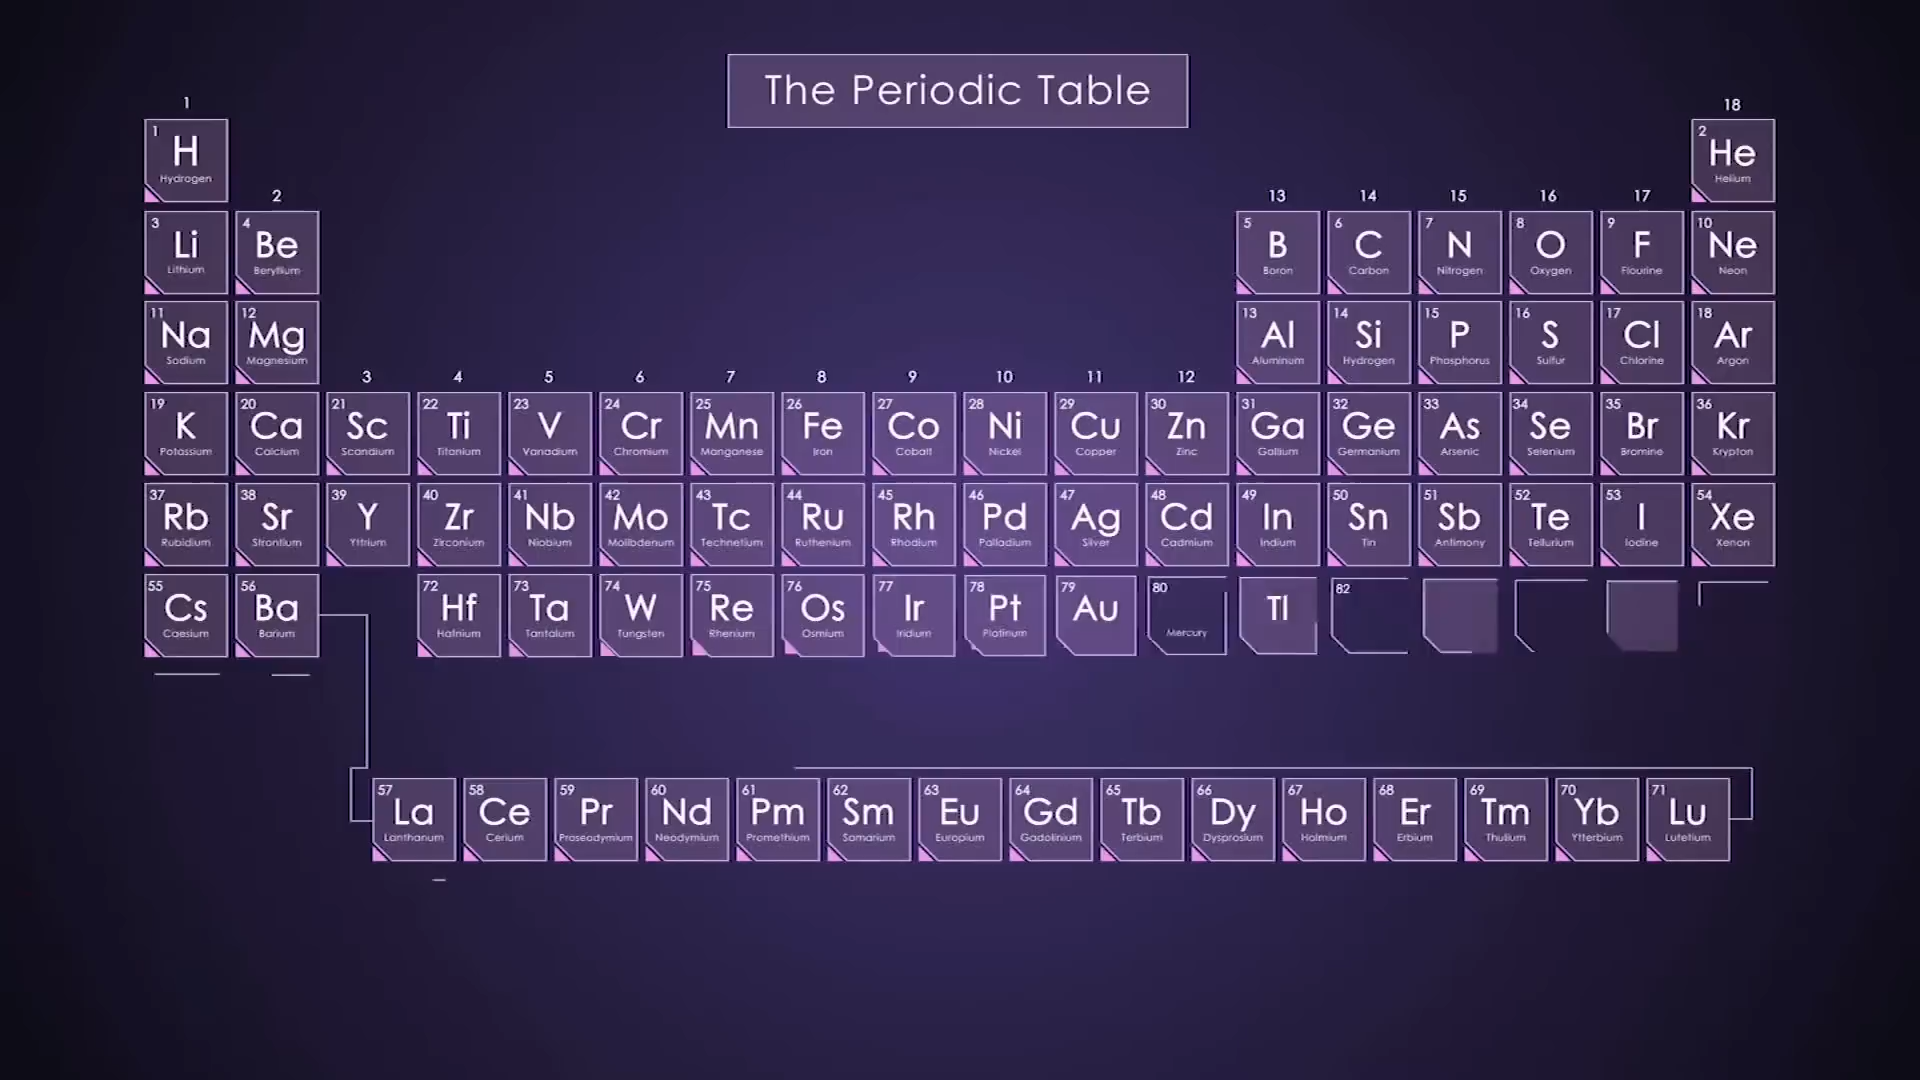 The Periodic Table
1
18
1
H
Hydrogen
2
He
Helium
2
13
14
15
16
17
3
Li
Lithium
4
Be
Beryllium
5
B
Boron
6
C
Carbon
7
N
Nitrogen
8
O
Oxygen
9
F
Flourine
10
Ne
Neon
11
Na
Sodium
12
Mg
Magnesium
13
Al
Aluminum
14
Si
Hydrogen
15
P
Phosphorus
16
S
Sulfur
17
Cl
Chlorine
18
Ar
Argon
3
4
5
6
7
8
9
10
11
12
19
K
Potassium
20
Ca
Calcium
21
Sc
Scandium
22
Ti
Titanium
23
V
Vanadium
24
Cr
Chromium
25
Mn
Manganese
26
Fe
Iron
27
Co
Cobalt
28
Ni
Nickel
29
Cu
Copper
30
Zn
Zinc
31
Ga
Gallium
32
Ge
Germanium
33
As
Arsenic
34
Se
Selenium
35
Br
Bromine
36
Kr
Krypton
37
Rb
Rubidium
38
Sr
Strontium
39
Y
Yttrium
40
Zr
Zirconium
41
Nb
Niobium
42
Mo
Molibdenum
43
Tc
Technetium
44
Ru
Ruthenium
45
Rh
Rhodium
46
Pd
Palladium
47
Ag
Silver
48
Cd
Cadmium
49
In
Indium
50
Sn
Tin
51
Sb
Antimony
52
Te
Tellurium
53
I
Iodine
54
Xe
Xenon
55
Cs
Caesium
56
Ba
Barium
72
Hf
Hafnium
73
Ta
Tantalum
74
W
Tungsten
75
Re
Rhenium
76
Os
Osmium
77
Ir
Iridium
78
Pt
Platinum
79
Au
80
Mercury
Tl
82
57
La
Lanthanum
58
Ce
Cerium
59
Pr
Proseodymium
60
Nd
Neodymium
61
Pm
Promethium
62
Sm
Samarium
63
Eu
Europium
64
Gd
Gadolinium
65
Tb
Terbium
66
Dy
Dysprosium
67
Ho
Holmium
68
Er
Erbium
69
Tm
Thulium
70
Yb
Ytterbium
71
Lu
Lutetium